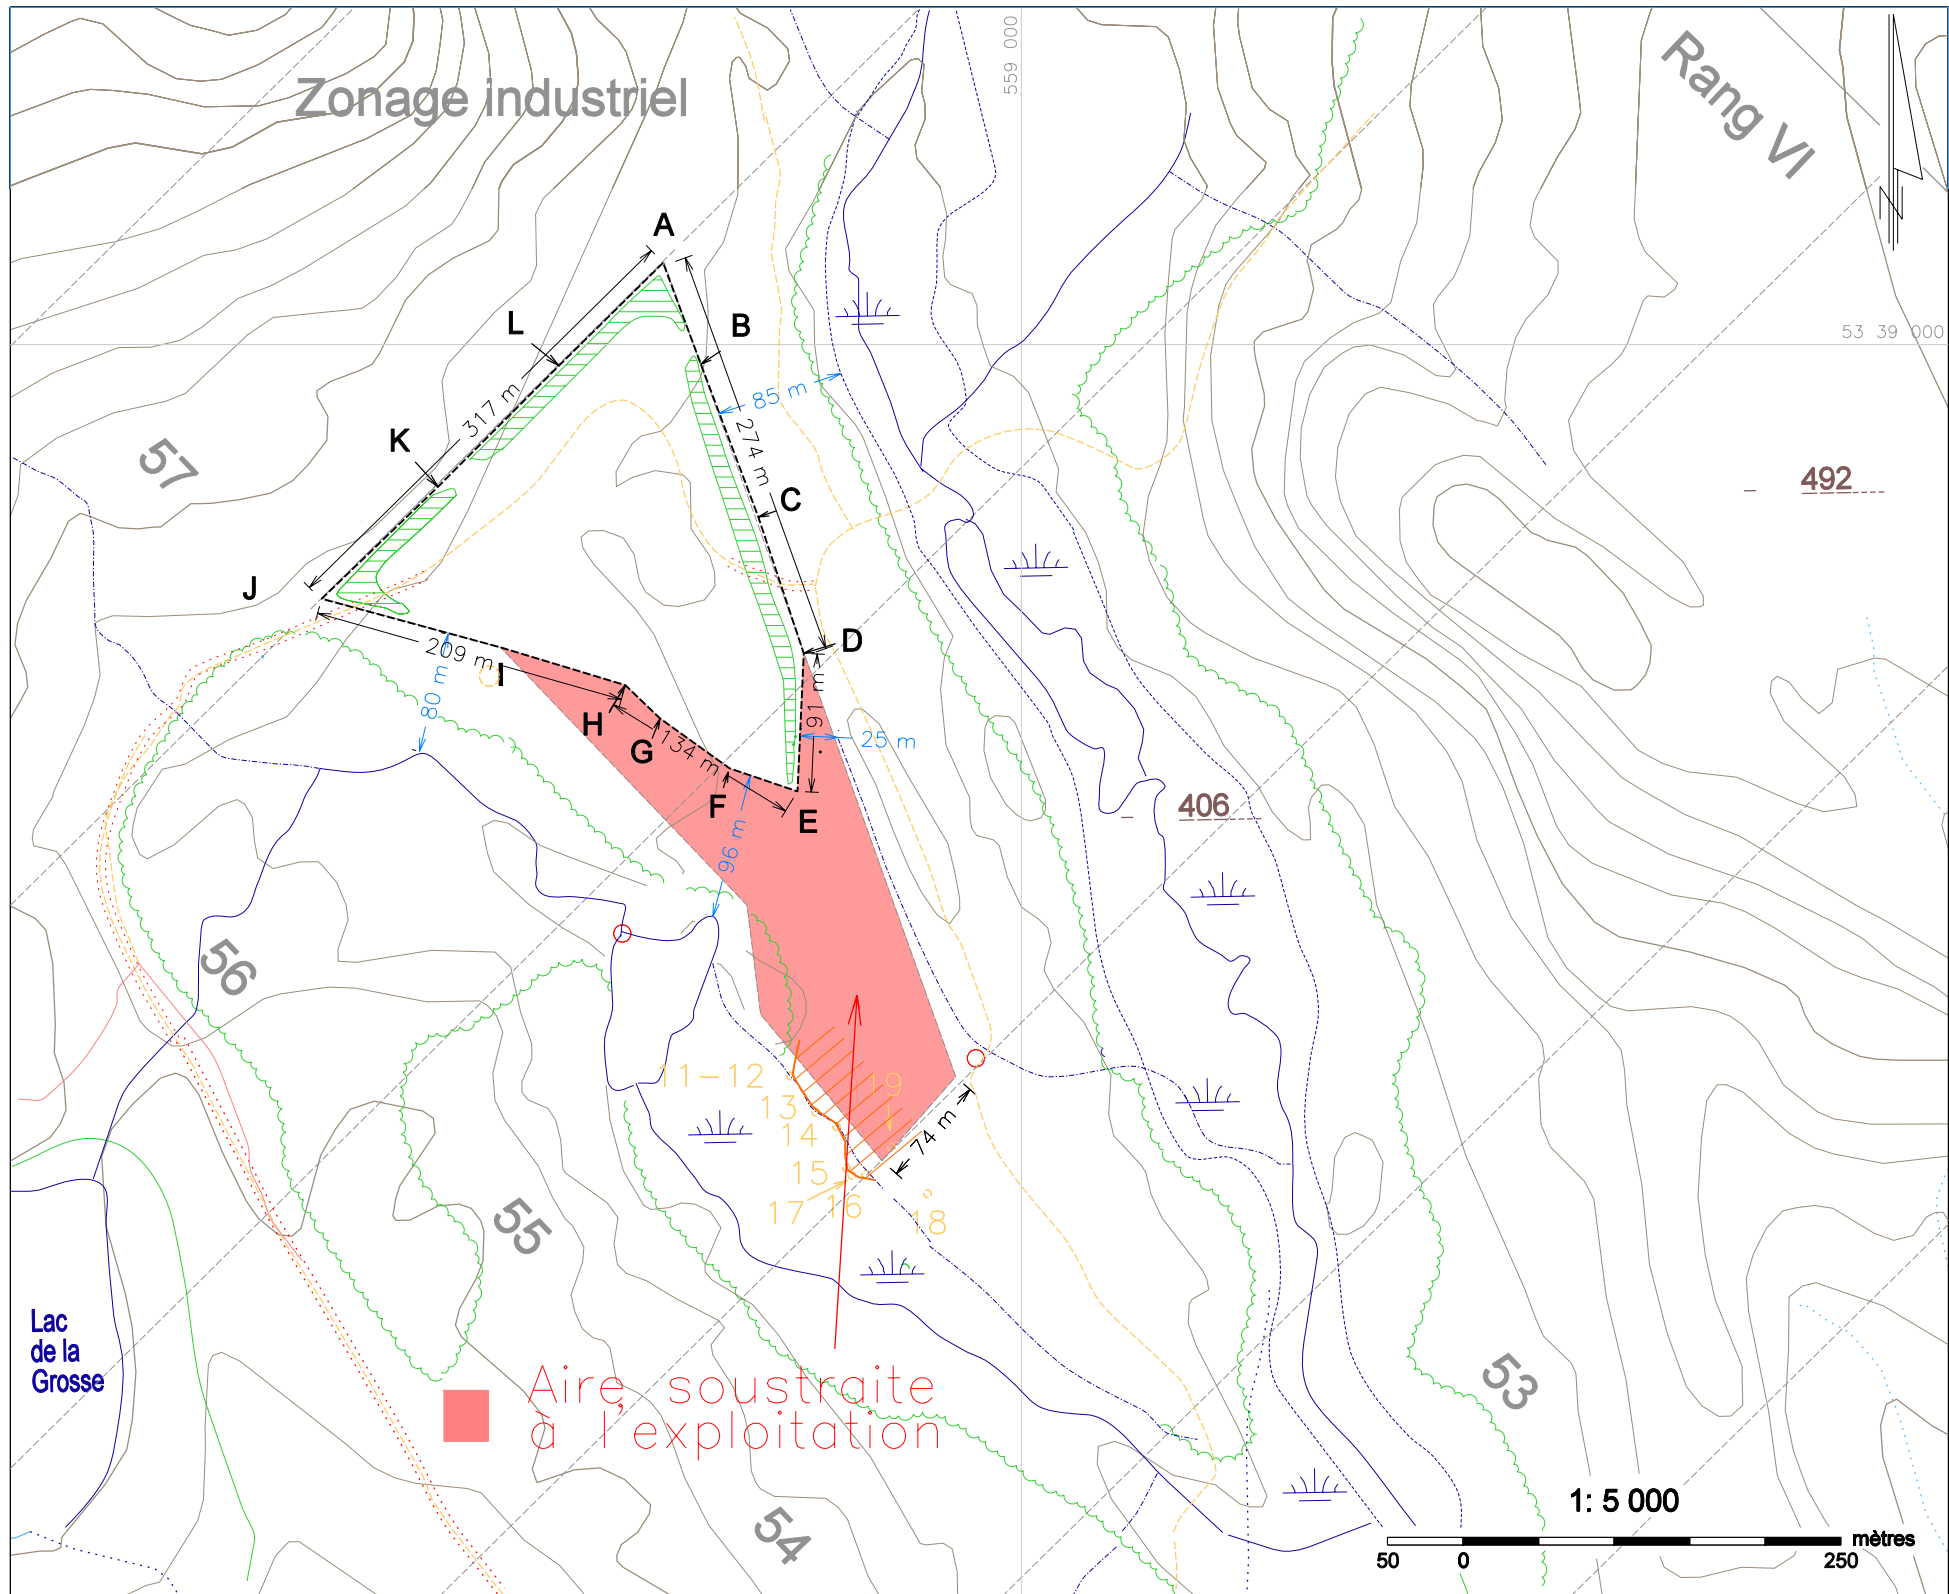 559 000
Rang VI
Zonage industriel
A
L
B
53 39 000
317 m
85 m
K
274 m
57
492
C
J
D
209 m
I
80 m
91 m
H
G
134 m
25 m
F
E
406
96 m
56
11-12
19
13
14
74 m
15
17
16
18
55
Lac
de la
Grosse
53
Aire soustraite
à l'exploitation
54
1: 5 000
mètres
50
0
250